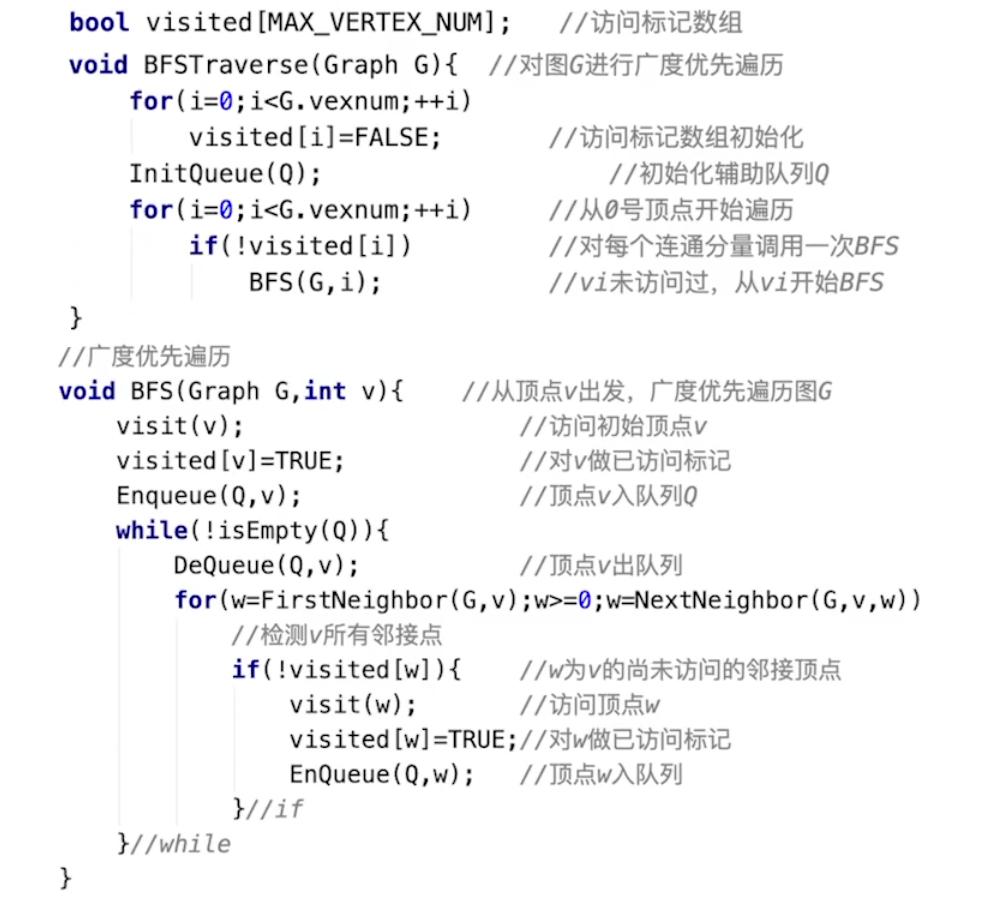 bool visited[MAX_VERTEX_NUM];   //访问标记数组
void BFSTraverse(Graph G){  //对图G进行广度优先遍历
    for(i=0;i<G.vexnum;++i)
        visited[i]=FALSE;       //访问标记数组初始化
    InitQueue(Q);                   //初始化辅助队列Q
    for(i=0;i<G.vexnum;++i)     //从0号顶点开始遍历
        if(!visited[i])         //对每个连通分量调用一次BFS
            BFS(G,i);           //vi未访问过，从vi开始BFS
}
//广度优先遍历
void BFS(Graph G,int v){    //从顶点v出发，广度优先遍历图G
    visit(v);                   //访问初始顶点v
    visited[v]=TRUE;            //对v做已访问标记
    Enqueue(Q,v);               //顶点v入队列Q
    while(!isEmpty(Q)){
        DeQueue(Q,v);           //顶点v出队列
        for(w=FirstNeighbor(G,v);w>=0;w=NextNeighbor(G,v,w))
            //检测v所有邻接点
            if(!visited[w]){    //w为v的尚未访问的邻接顶点
                visit(w);       //访问顶点w
                visited[w]=TRUE;//对w做已访问标记
                EnQueue(Q,w);   //顶点w入队列
            }//if
    }//while
}